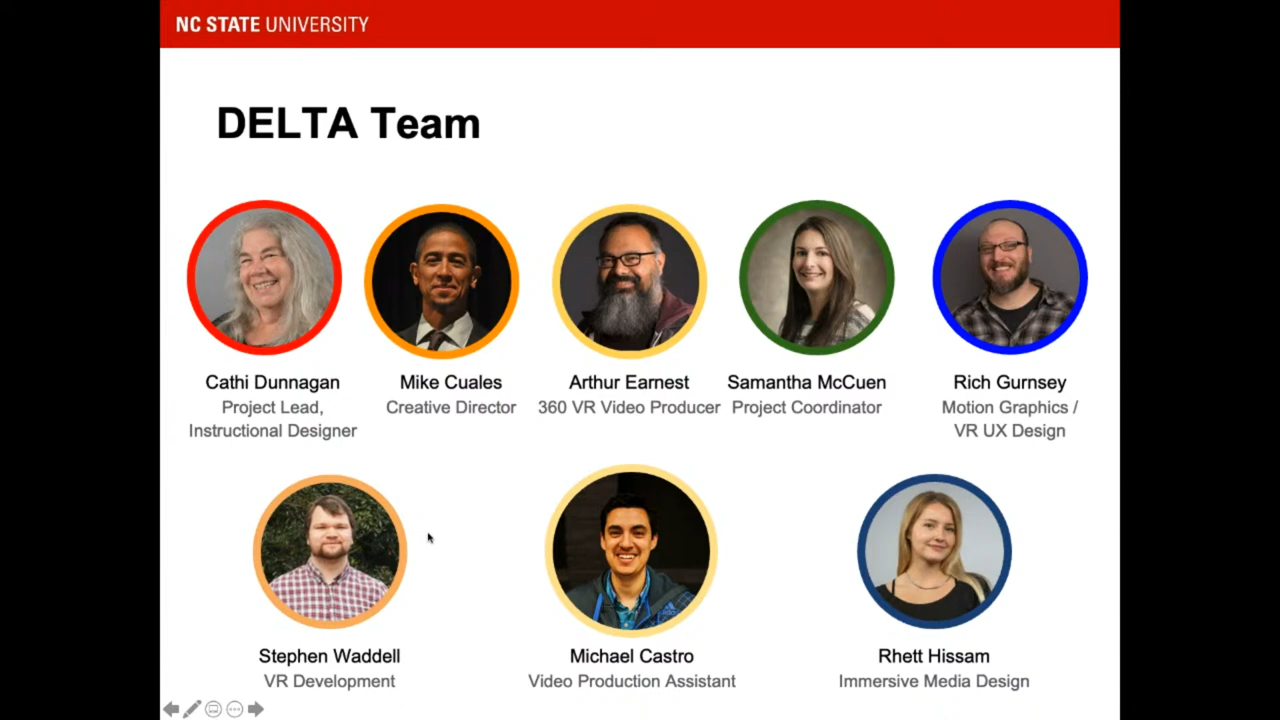 NC STATE UNIVERSITY
DELTA Team
Cathi Dunnagan
Project Lead,
Instructional Designer
Mike Cuales
Creative Director
Arthur Earnest
360 VR Video Producer
Samantha McCuen
Project Coordinator
Rich Gurnsey
Motion Graphics /
VR UX Design
Stephen Waddell
VR Development
Michael Castro
Video Production Assistant
Rhett Hissam
Immersive Media Design